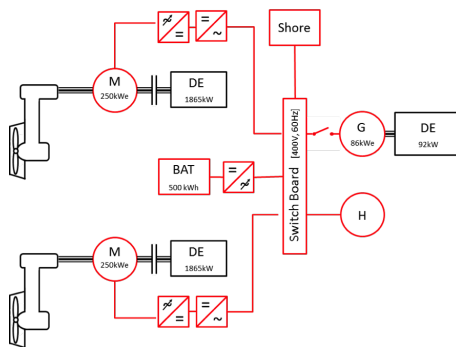 Shore
M
250kWe
DE
1865kW
Switch Board [400V, 60Hz]
G
86kWe
DE
92kW
BAT
500 kWh
H
M
250kWe
DE
1865kW